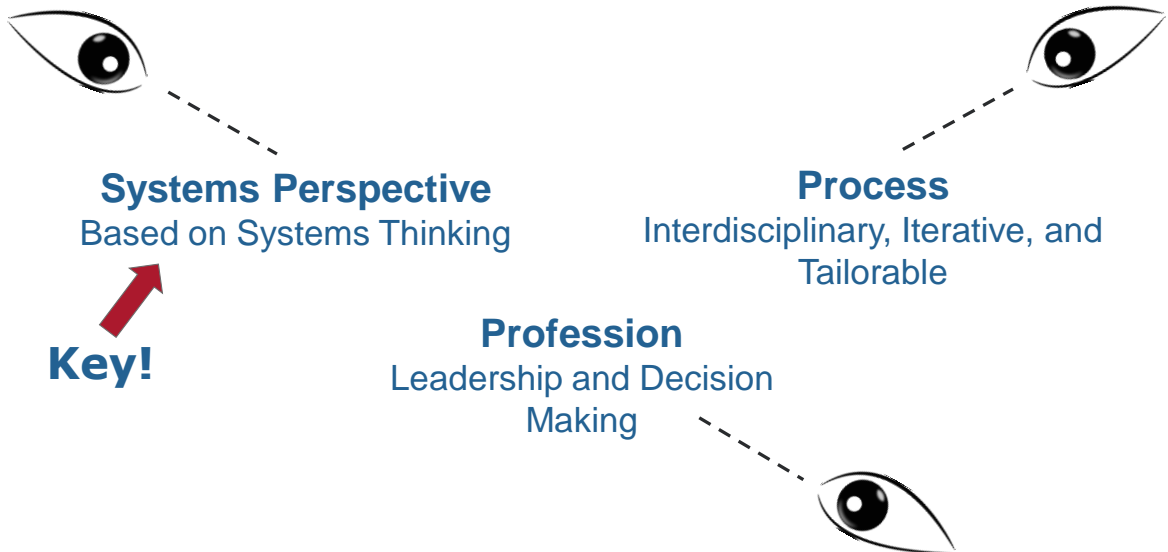 Systems Perspective
Based on Systems Thinking
Key!
Process
Interdisciplinary, Iterative, and
Tailorable
Profession
Leadership and Decision
Making